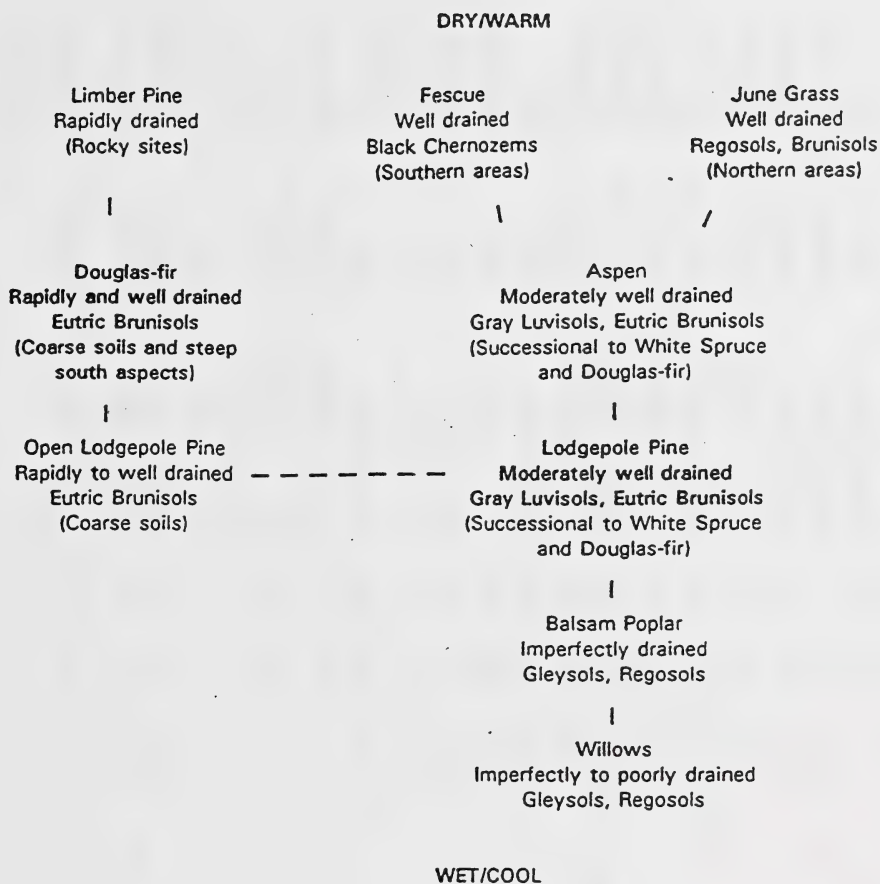 DRY/WARM
Limber Pine
Rapidly drained
(Rocky sites)
Fescue
Well drained
Black Chernozems
(Southern areas)
June Grass
Well drained
Regosols, Brunisols
(Northern areas)
Douglas-fir
Rapidly and well drained
Eutric Brunisols
(Coarse soils and steep
south aspects)
Aspen
Moderately well drained
Gray Luvisols, Eutric Brunisols
(Successional to White Spruce
and Douglas-fir)
Open Lodgepole Pine
Rapidly to well drained
Eutric Brunisols
(Coarse soils)
Lodgepole Pine
Moderately well drained
Gray Luvisols, Eutric Brunisols
(Successional to White Spruce
and Douglas-fir)
Balsam Poplar
Imperfectly drained
Gleysols, Regosols
Willows
Imperfectly to poorly drained
Gleysols, Regosols
WET/COOL